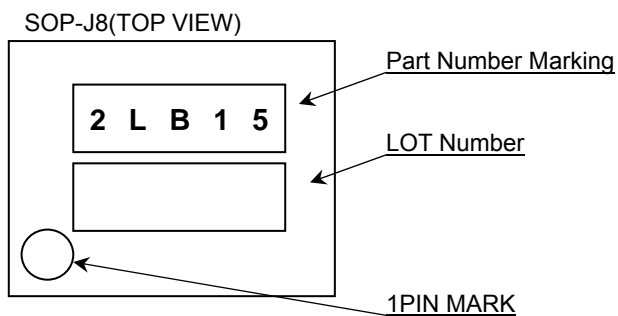 SOP-J8(TOP VIEW)
Part Number Marking
2 L B 1 5
LOT Number
1PIN MARK